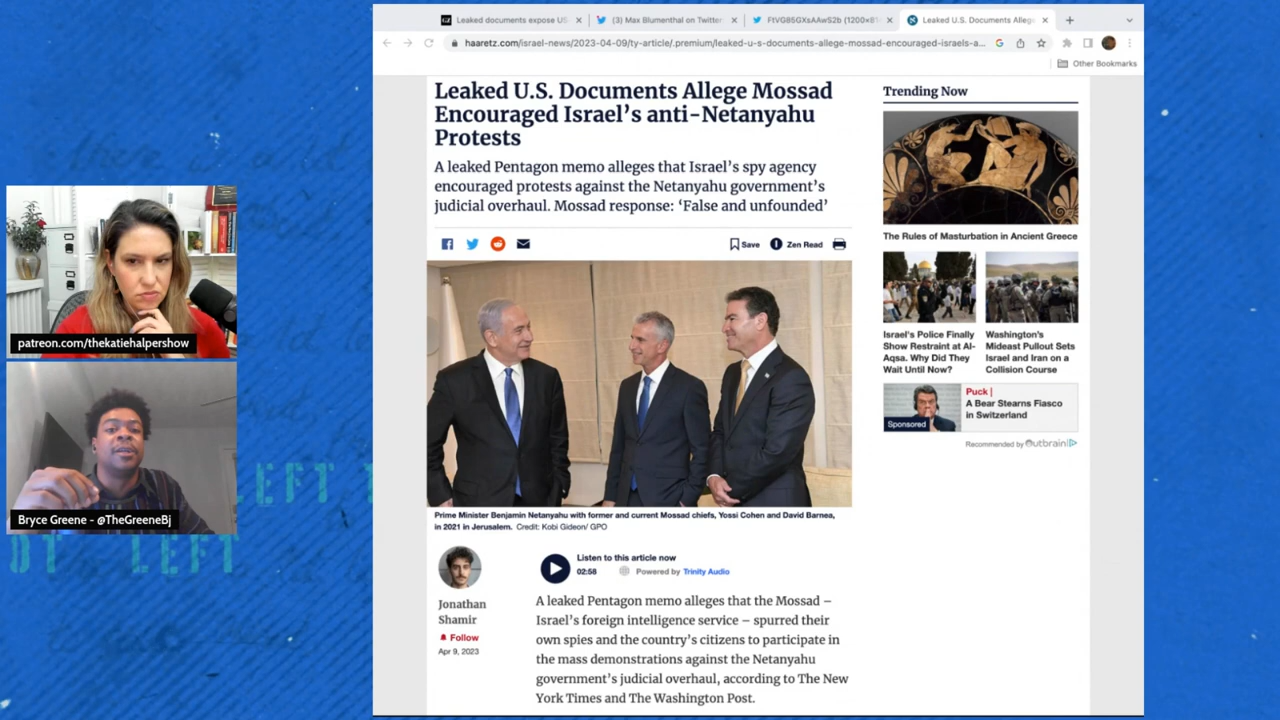 Leaked documents expose US
(3) Max Blumenthal on Twitter
FtVG85GXsAAwS2b (1200×81
Leaked U.S. Documents Alleg
haaretz.com/israel-news/2023-04-09/ty-article/.premium/leaked-u-s-documents-allege-mossad-encouraged-israels-a...
Other Bookmarks
Leaked U.S. Documents Allege Mossad
Encouraged Israel's anti-Netanyahu
Protests
A leaked Pentagon memo alleges that Israel's spy agency
encouraged protests against the Netanyahu government's
judicial overhaul. Mossad response: 'False and unfounded'
Save
Zen Read
Prime Minister Benjamin Netanyahu with former and current Mossad chiefs, Yossi Cohen and David Barnea,
in 2021 in Jerusalem. Credit: Kobi Gideon/ GPO
Jonathan
Shamir
Follow
Apr 9, 2023
Listen to this article now
02:58
Powered by Trinity Audio
A leaked Pentagon memo alleges that the Mossad –
Israel's foreign intelligence service – spurred their
own spies and the country's citizens to participate in
the mass demonstrations against the Netanyahu
government's judicial overhaul, according to The New
York Times and The Washington Post.
Trending Now
The Rules of Masturbation in Ancient Greece
Israel's Police Finally
Show Restraint at Al-
Aqsa. Why Did They
Wait Until Now?
Washington's
Mideast Pullout Sets
Israel and Iran on a
Collision Course
Sponsored
Puck |
A Bear Stearns Fiasco
in Switzerland
Recommended by Outbrain
patreon.com/thekatiehalpershow
Bryce Greene - @TheGreeneBj
LEFT
LEFT